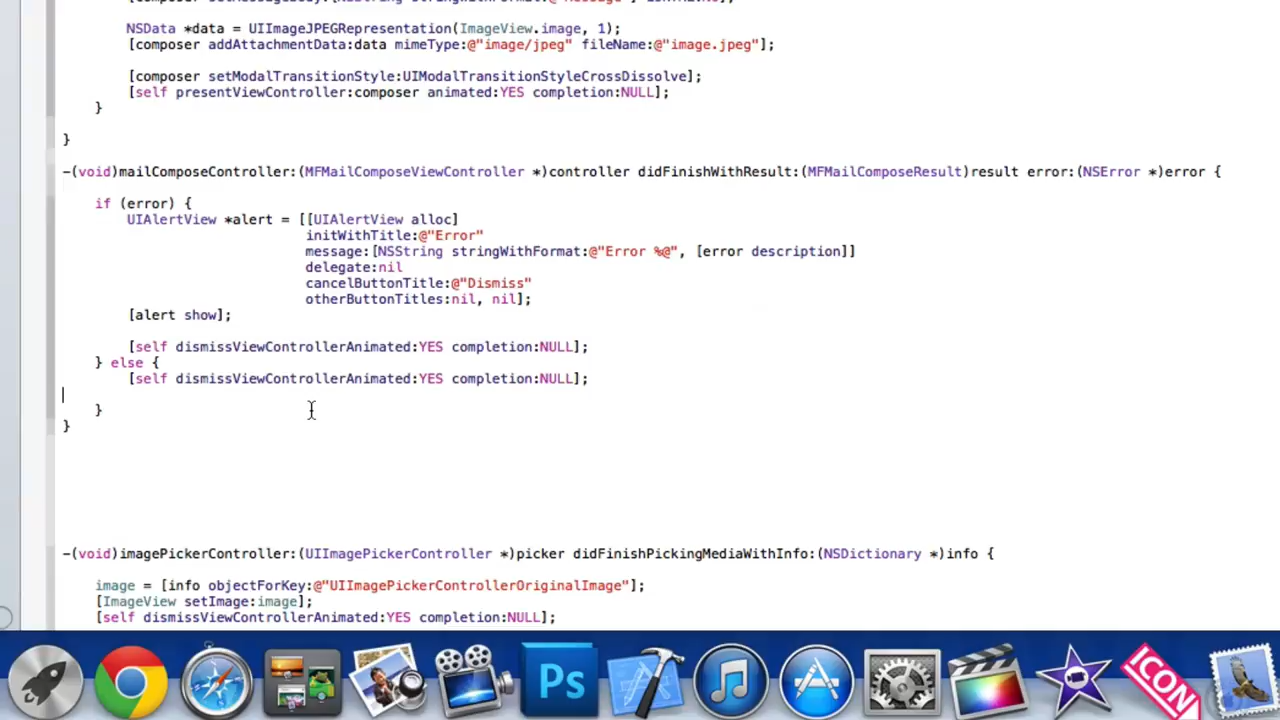 NSData *data = UIImageJPEGRepresentation(ImageView.image, 1);
[composer addAttachmentData:data mimeType:@"image/jpeg" fileName:@"image.jpeg"];
[composer setModalTransitionStyle:UIModalTransitionStyleCrossDissolve];
[self presentViewController:composer animated:YES completion:NULL];
}
}
-(void)mailComposeController:(MFMailComposeViewController *)controller didFinishWithResult:(MFMailComposeResult)result error:(NSError *)error {
if (error) {
UIAlertView *alert = [[UIAlertView alloc]
initWithTitle:@"Error"
message:[NSString stringWithFormat:@"Error %@", [error description]]
delegate:nil
cancelButtonTitle:@"Dismiss"
otherButtonTitles:nil, nil];
[alert show];
[self dismissViewControllerAnimated:YES completion:NULL];
} else {
[self dismissViewControllerAnimated:YES completion:NULL];
}
}
-(void)imagePickerController:(UIImagePickerController *)picker didFinishPickingMediaWithInfo:(NSDictionary *)info {
image = [info objectForKey:@"UIImagePickerControllerOriginalImage"];
[ImageView setImage:image];
[self dismissViewControllerAnimated:YES completion:NULL];
Ps
ICON